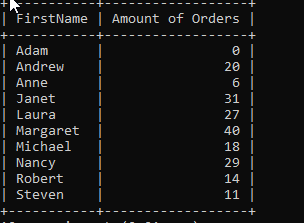 | FirstName | Amount of Orders |
| Adam | 0 |
| Andrew | 20 |
| Anne | 6 |
| Janet | 31 |
| Laura | 27 |
| Margaret | 40 |
| Michael | 18 |
| Nancy | 29 |
| Robert | 14 |
| Steven | 11 |